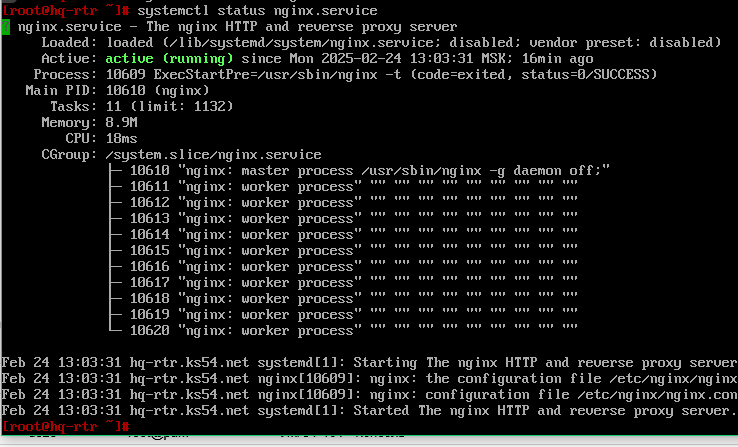 [root@hq-rtr ~]# systemctl status nginx.service
nginx.service - The nginx HTTP and reverse proxy server
Loaded: loaded (/lib/systemd/system/nginx.service; disabled; vendor preset: disabled)
Active: active (running) since Mon 2025-02-24 13:03:31 MSK; 16min ago
Process: 10609 ExecStartPre=/usr/sbin/nginx -t (code=exited, status=0/SUCCESS)
Main PID: 10610 (nginx)
Tasks: 11 (limit: 1132)
Memory: 8.9M
CPU: 18ms
CGroup: /system.slice/nginx.service
├─ 10610 "nginx: master process /usr/sbin/nginx -g daemon off;"
├─ 10611 "nginx: worker process" "" "" "" "" "" "" "" "" ""
├─ 10612 "nginx: worker process" "" "" "" "" "" "" "" "" ""
├─ 10613 "nginx: worker process" "" "" "" "" "" "" "" "" ""
├─ 10614 "nginx: worker process" "" "" "" "" "" "" "" "" ""
├─ 10615 "nginx: worker process" "" "" "" "" "" "" "" "" ""
├─ 10616 "nginx: worker process" "" "" "" "" "" "" "" "" ""
├─ 10617 "nginx: worker process" "" "" "" "" "" "" "" "" ""
├─ 10618 "nginx: worker process" "" "" "" "" "" "" "" "" ""
├─ 10619 "nginx: worker process" "" "" "" "" "" "" "" "" ""
└─ 10620 "nginx: worker process" "" "" "" "" "" "" "" "" ""
Feb 24 13:03:31 hq-rtr.ks54.net systemd[1]: Starting The nginx HTTP and reverse proxy server
Feb 24 13:03:31 hq-rtr.ks54.net nginx[10609]: nginx: the configuration file /etc/nginx/nginx
Feb 24 13:03:31 hq-rtr.ks54.net nginx[10609]: nginx: configuration file /etc/nginx/nginx.con
Feb 24 13:03:31 hq-rtr.ks54.net systemd[1]: Started The nginx HTTP and reverse proxy server.
[root@hq-rtr ~]#